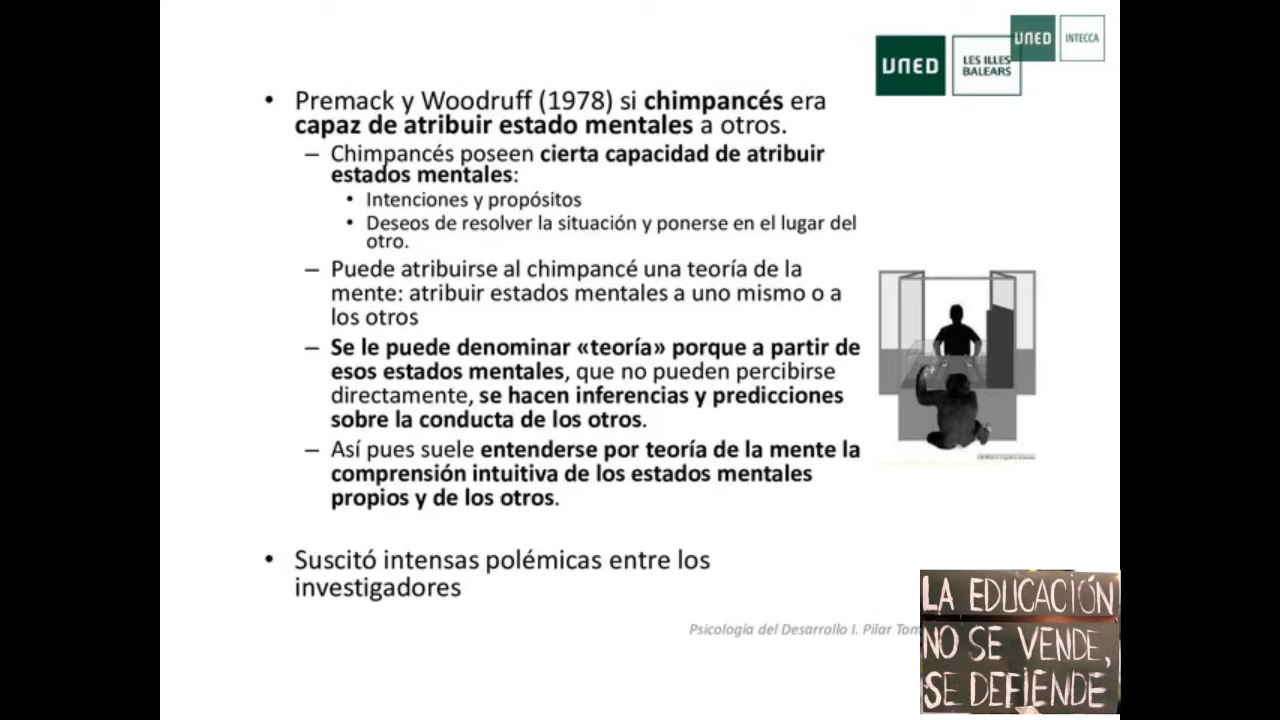 UNED
INTECCA
UNED
LES ILLES
BALEARS
• Premack y Woodruff (1978) si chimpancés era
capaz de atribuir estado mentales a otros.
– Chimpancés poseen cierta capacidad de atribuir
estados mentales:
• Intenciones y propósitos
• Deseos de resolver la situación y ponerse en el lugar del
otro.
– Puede atribuirse al chimpancé una teoría de la
mente: atribuir estados mentales a uno mismo o a
los otros
– Se le puede denominar «teoría» porque a partir de
esos estados mentales, que no pueden percibirse
directamente, se hacen inferencias y predicciones
sobre la conducta de los otros.
– Así pues suele entenderse por teoría de la mente la
comprensión intuitiva de los estados mentales
propios y de los otros.
• Suscitó intensas polémicas entre los
investigadores
Psicología del Desarrollo I. Pilar Tom
LA EDUCACIÓN
NO SE VENDE,
SE DEFIENDE